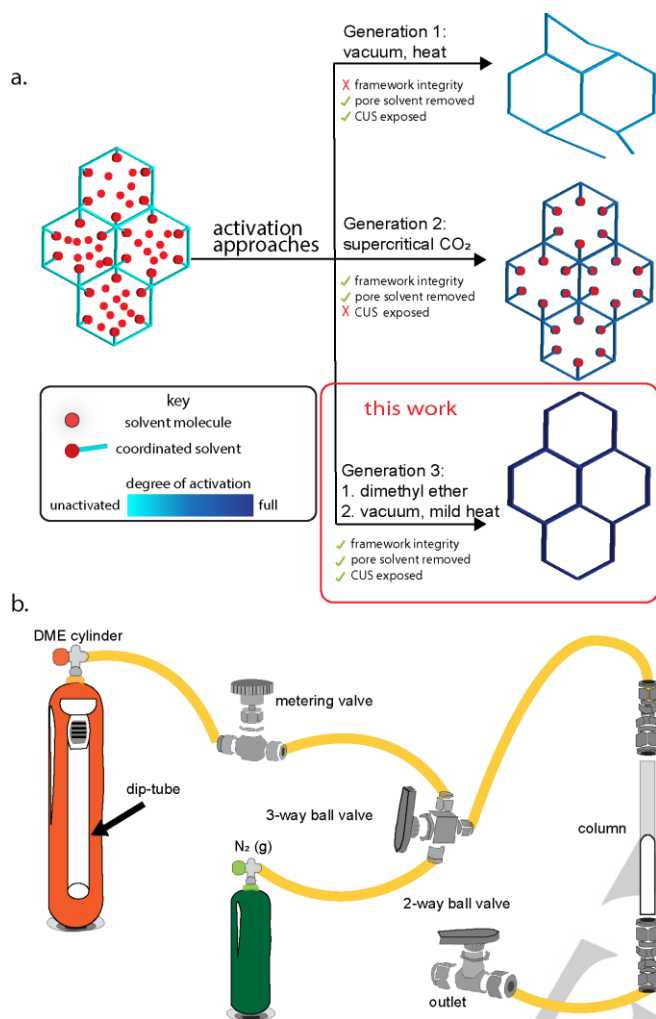 a.
Generation 1:
vacuum, heat
X framework integrity
✓ pore solvent removed
✓ CUS exposed
activation
approaches
Generation 2:
supercritical CO₂
✓ framework integrity
✓ pore solvent removed
X CUS exposed
key
solvent molecule
coordinated solvent
degree of activation
unactivated
full
this work
Generation 3:
1. dimethyl ether
2. vacuum, mild heat
✓ framework integrity
✓ pore solvent removed
✓ CUS exposed
b.
DME cylinder
metering valve
dip-tube
3-way ball valve
N₂ (g)
column
2-way ball valve
outlet